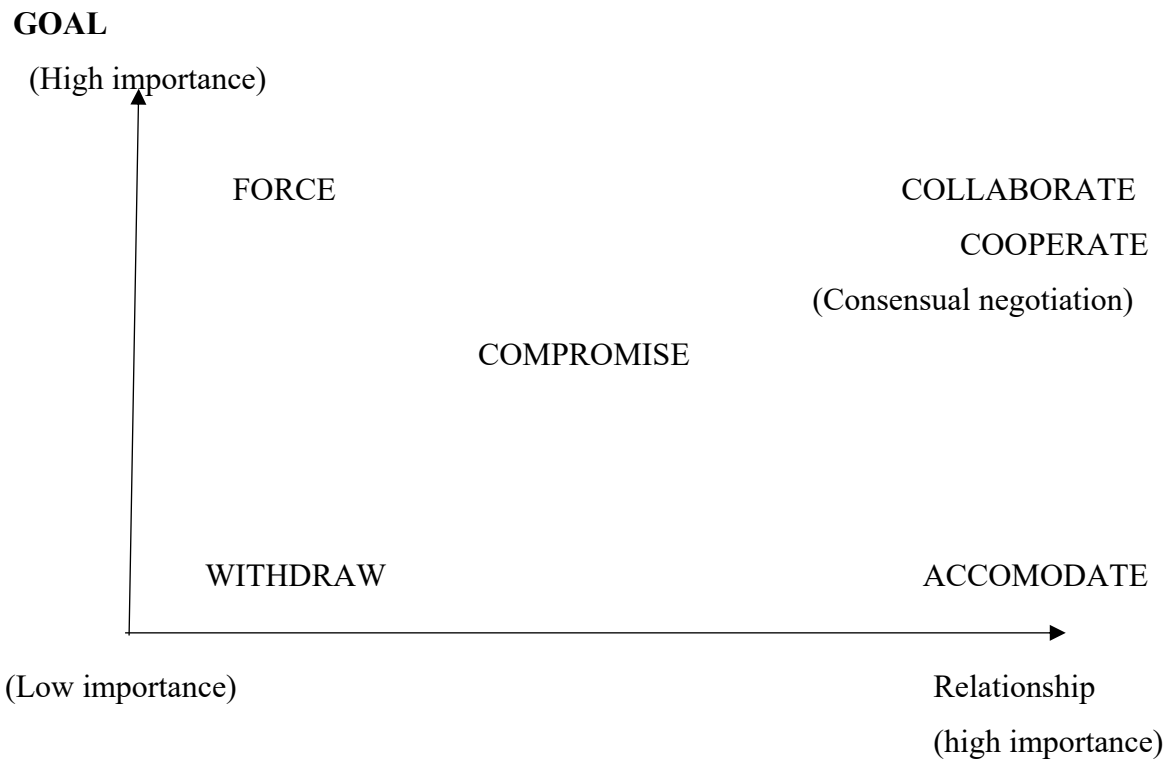 GOAL
(High importance)
FORCE COLLABORATE
COOPERATE
(Consensual negotiation)
COMPROMISE
WITHDRAW ACCOMODATE
(Low importance) Relationship
(high importance)